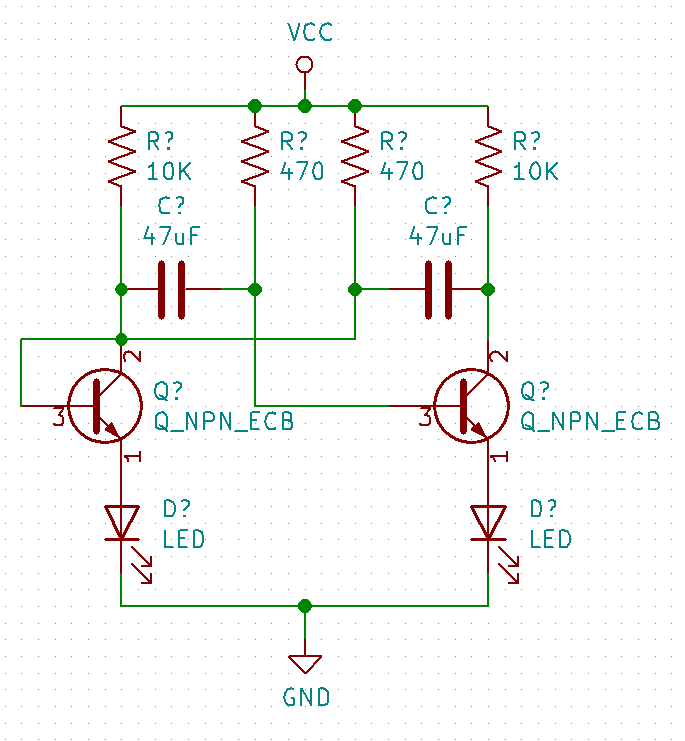 VCC
R?
10K
R?
470
R?
470
R?
10K
C?
47uF
C?
47uF
2
3
Q?
Q_NPN_ECB
1
2
3
Q?
Q_NPN_ECB
1
D?
LED
D?
LED
GND